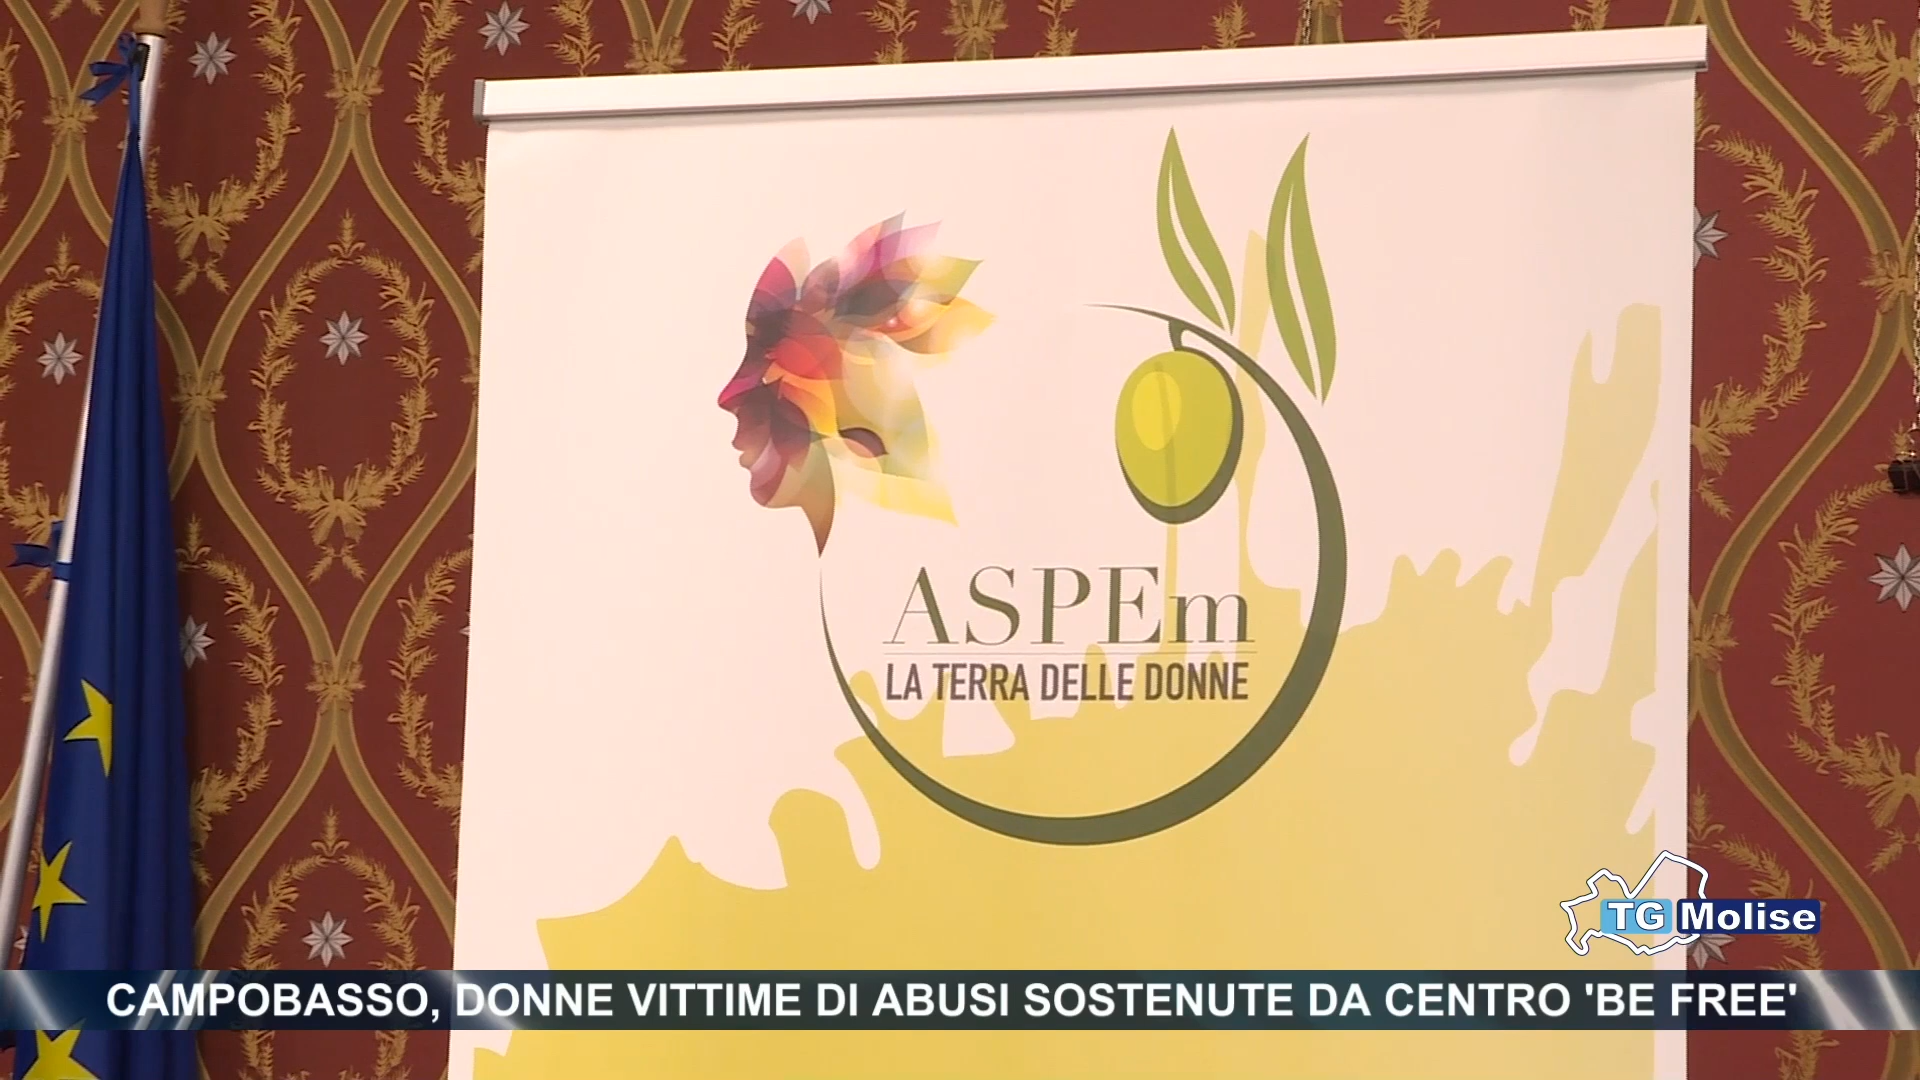 ASPEm
LA TERRA DELLE DONNE
TG Molise
CAMPOBASSO, DONNE VITTIME DI ABUSI SOSTENUTE DA CENTRO 'BE FREE'